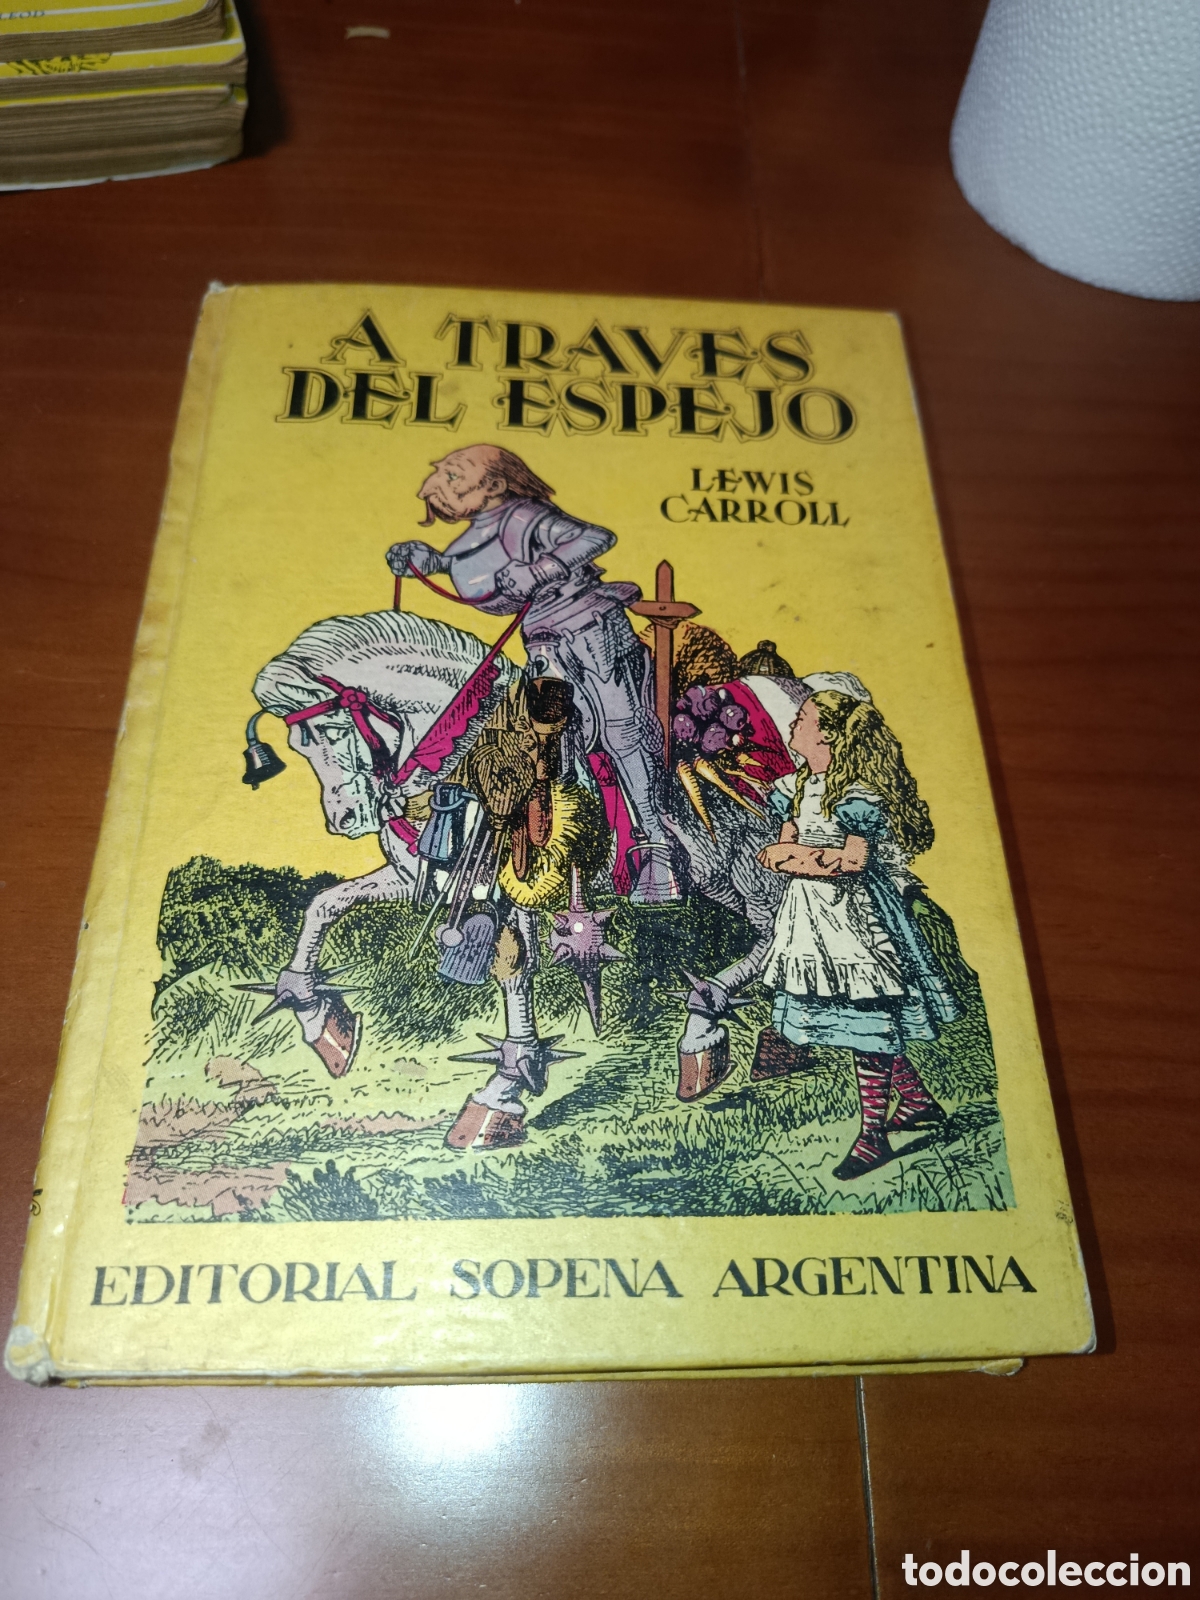 A TRAVES
DEL ESPEJO
LEWIS
CARROLL
EDITORIAL SOPENA ARGENTINA
todocoleccion